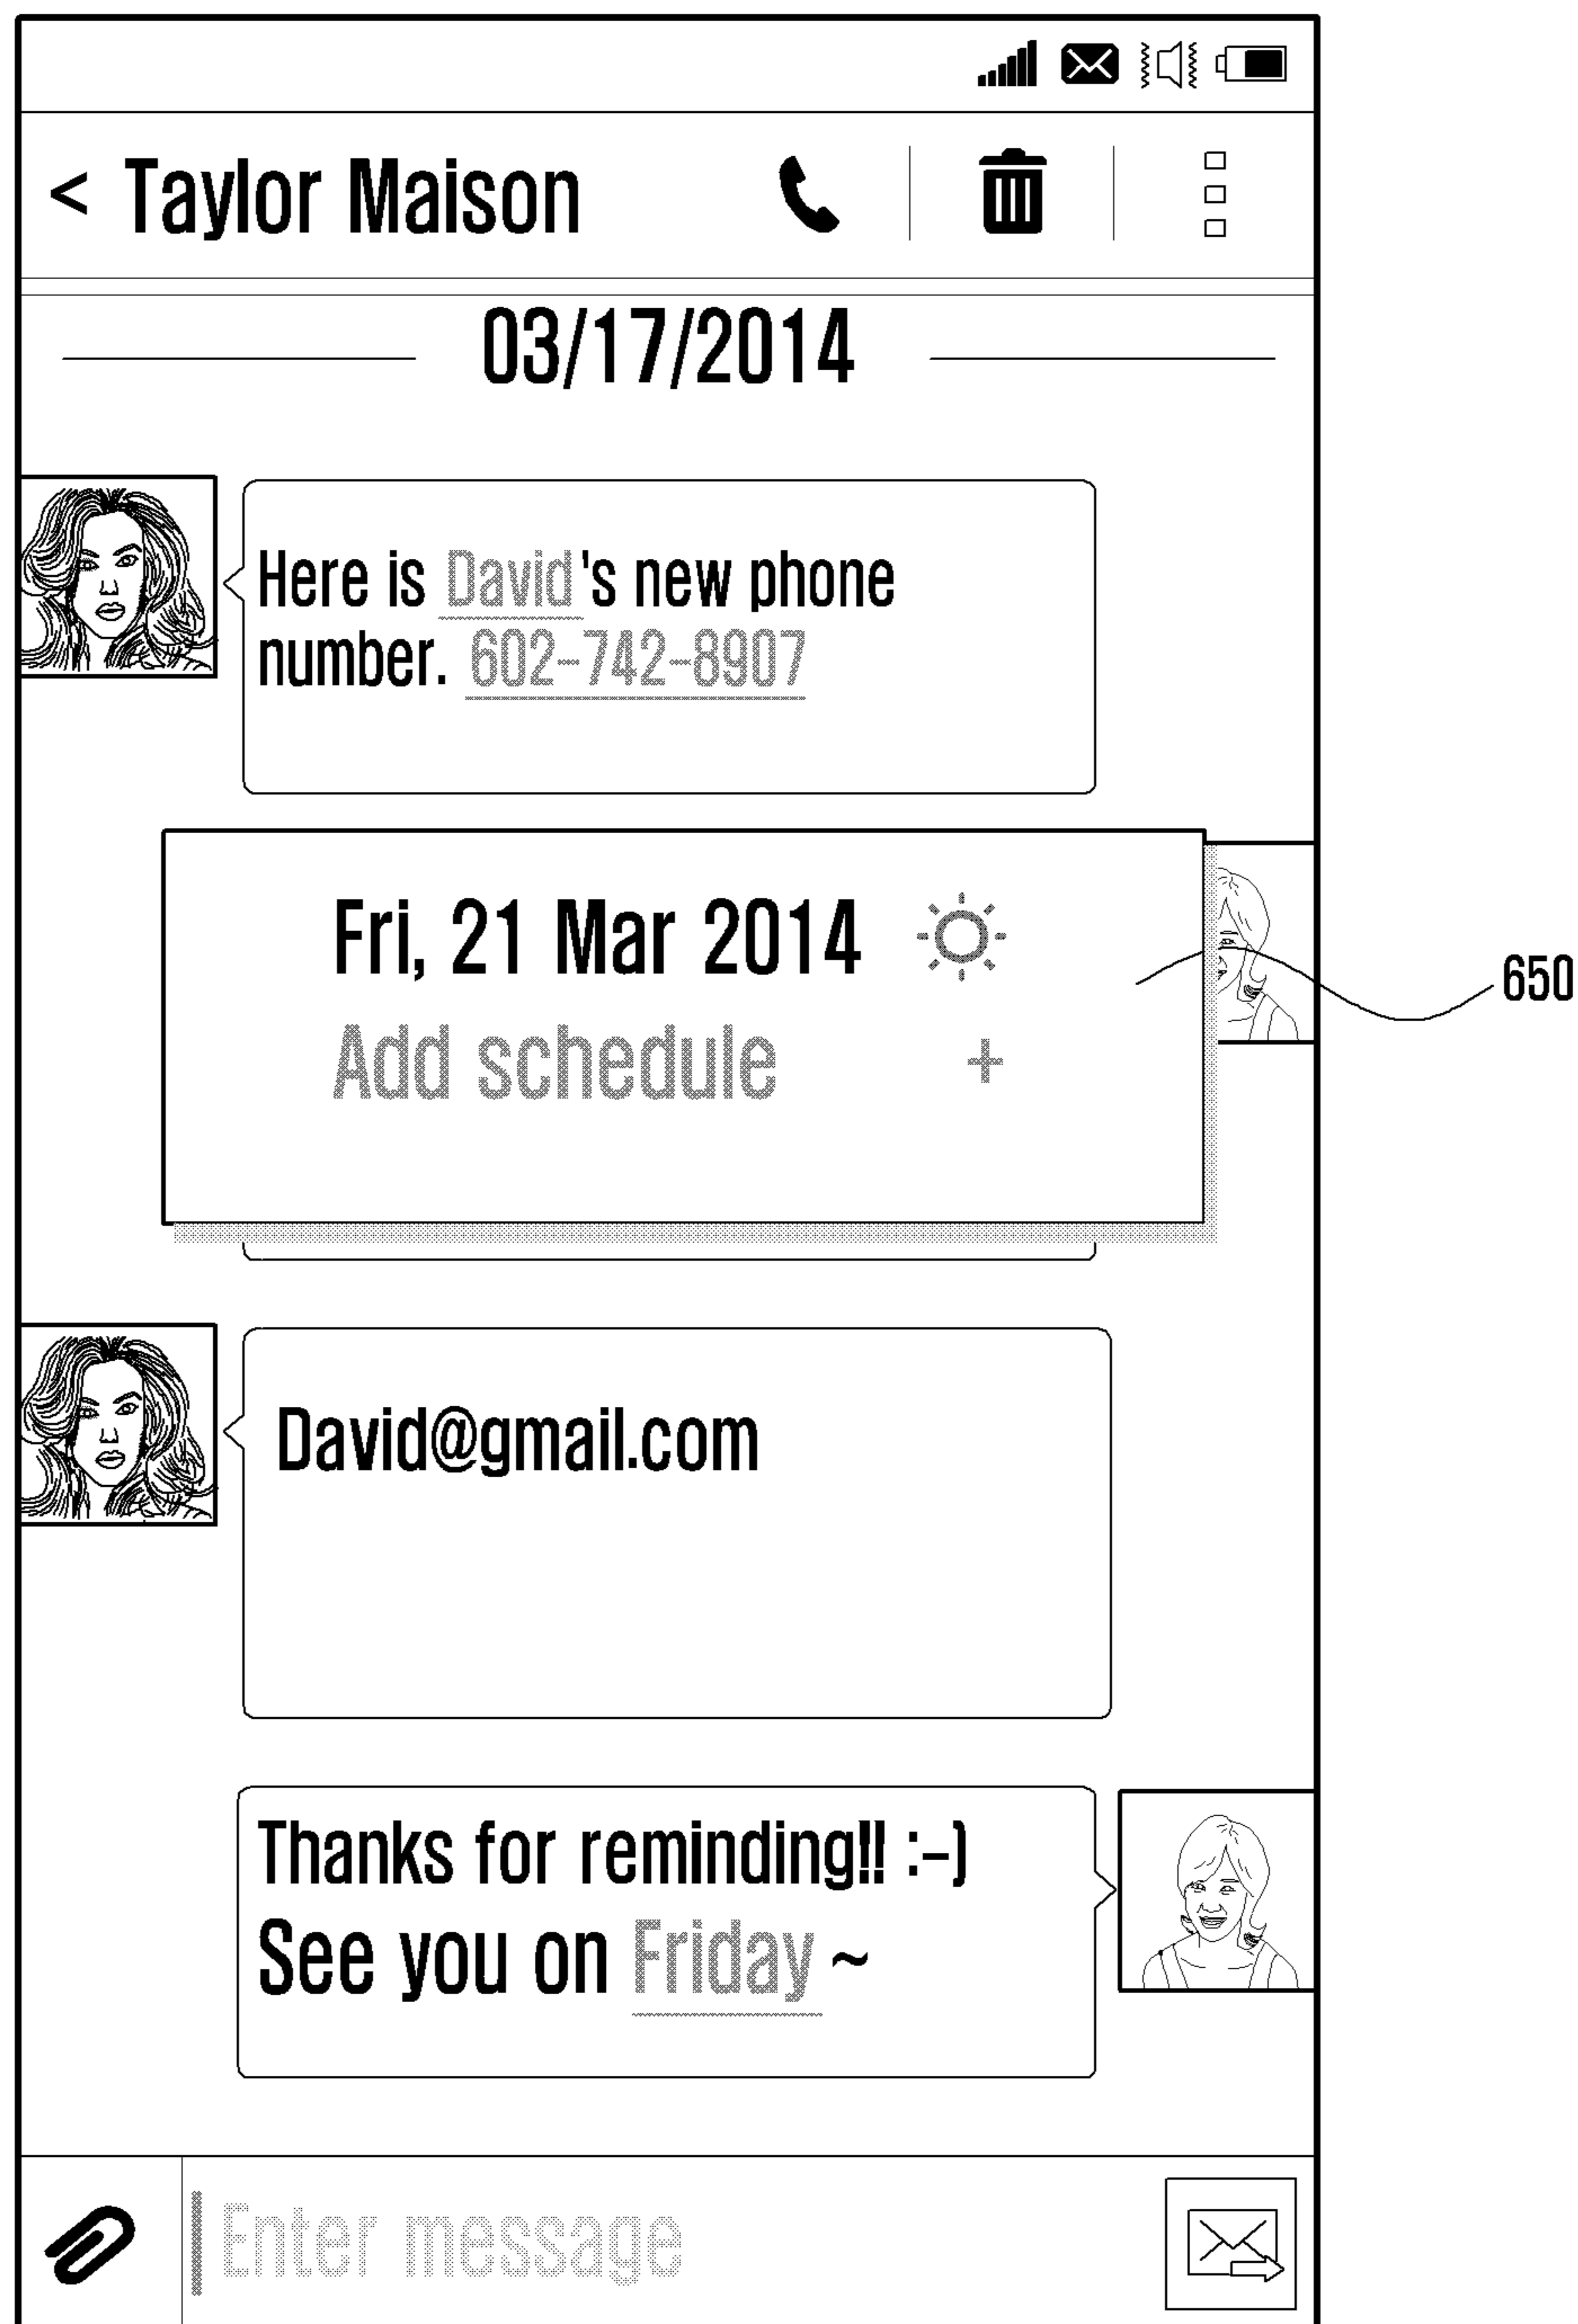 < Taylor Maison
03/17/2014
Here is David's new phone
number. 602-742-8907
Fri, 21 Mar 2014
Add schedule +
650
David@gmail.com
Thanks for reminding!! :-)
See you on Friday ~
Enter message